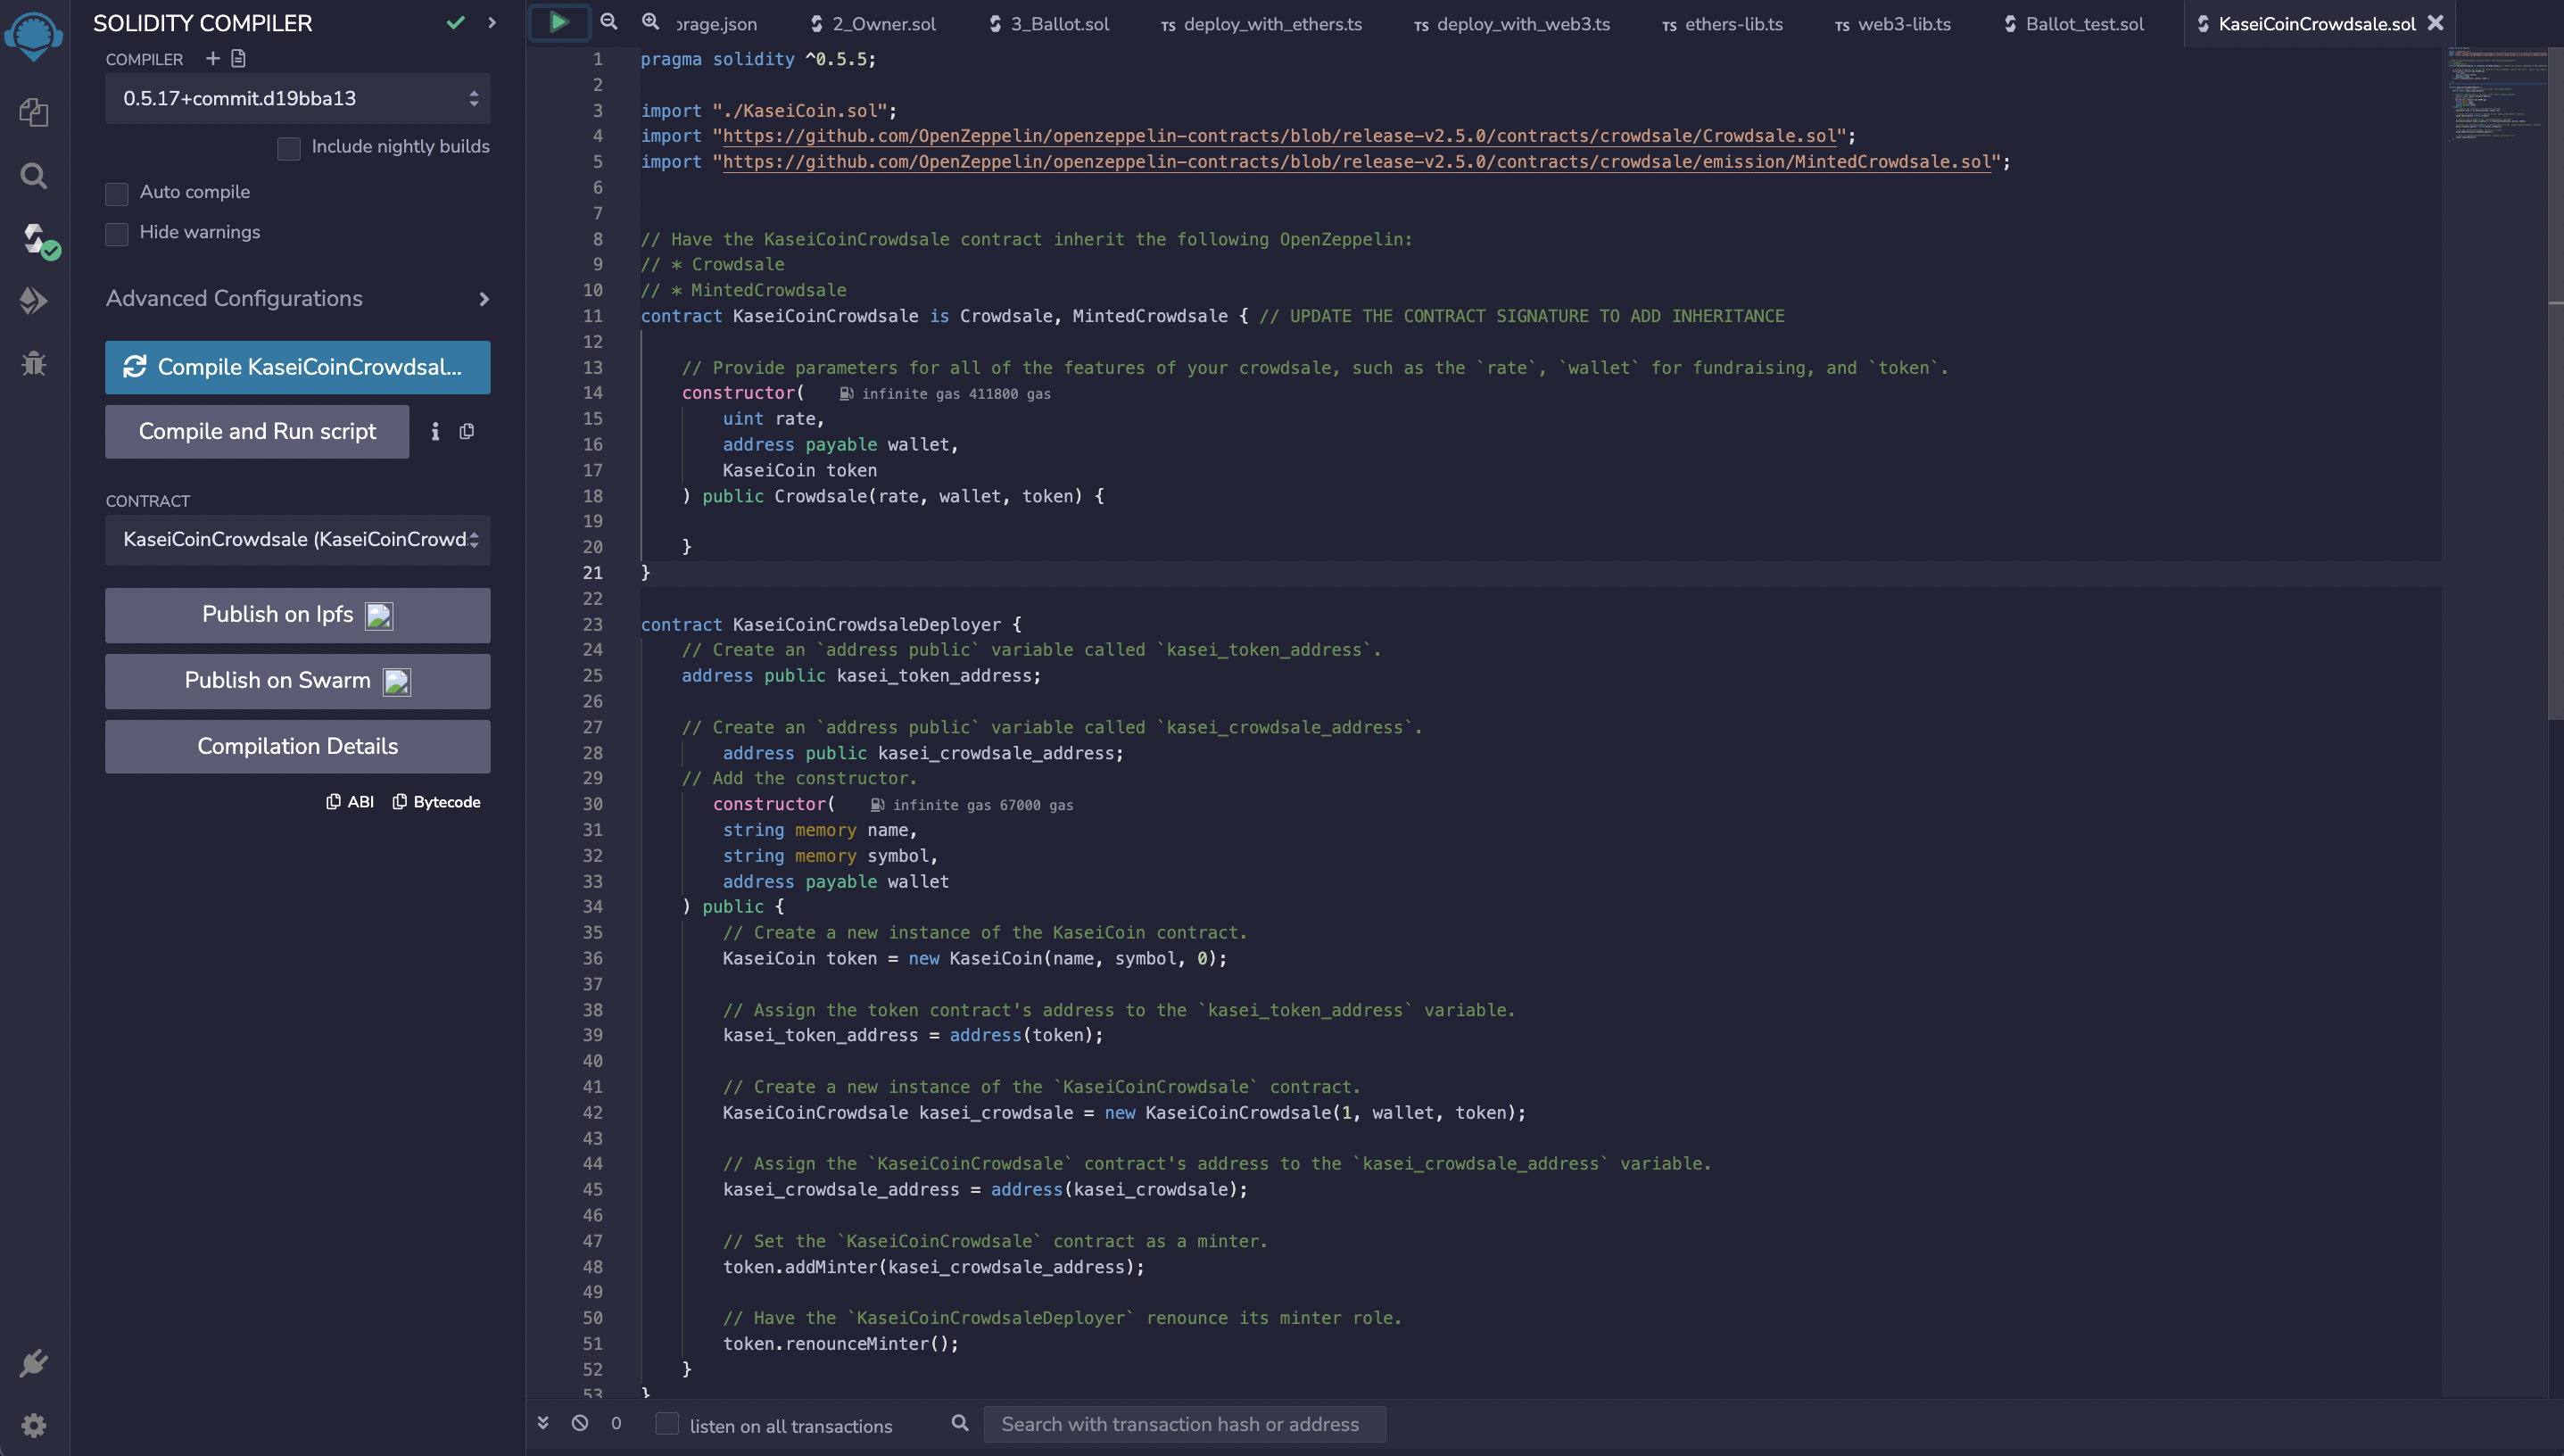 SOLIDITY COMPILER
COMPILER
0.5.17+commit.d19bba13
Include nightly builds
Auto compile
Hide warnings
Advanced Configurations
Compile KaseiCoinCrowdsal...
Compile and Run script
CONTRACT
KaseiCoinCrowdsale (KaseiCoinCrowd
Publish on Ipfs
Publish on Swarm
Compilation Details
ABI Bytecode
orage.json 2_Owner.sol 3_Ballot.sol TS deploy_with_ethers.ts TS deploy_with_web3.ts TS ethers-lib.ts TS web3-lib.ts Ballot_test.sol KaseiCoinCrowdsale.sol
1 pragma solidity ^0.5.5;
2
3 import "./KaseiCoin.sol";
4 import "https://github.com/OpenZeppelin/openzeppelin-contracts/blob/release-v2.5.0/contracts/crowdsale/Crowdsale.sol";
5 import "https://github.com/OpenZeppelin/openzeppelin-contracts/blob/release-v2.5.0/contracts/crowdsale/emission/MintedCrowdsale.sol";
6
7
8 // Have the KaseiCoinCrowdsale contract inherit the following OpenZeppelin:
9 // * Crowdsale
10 // * MintedCrowdsale
11 contract KaseiCoinCrowdsale is Crowdsale, MintedCrowdsale { // UPDATE THE CONTRACT SIGNATURE TO ADD INHERITANCE
12
13 // Provide parameters for all of the features of your crowdsale, such as the `rate`, `wallet` for fundraising, and `token`.
14 constructor( infinite gas 411800 gas
15 uint rate,
16 address payable wallet,
17 KaseiCoin token
18 ) public Crowdsale(rate, wallet, token) {
19
20 }
21 }
22
23 contract KaseiCoinCrowdsaleDeployer {
24 // Create an `address public` variable called `kasei_token_address`.
25 address public kasei_token_address;
26
27 // Create an `address public` variable called `kasei_crowdsale_address`.
28 address public kasei_crowdsale_address;
29 // Add the constructor.
30 constructor( infinite gas 67000 gas
31 string memory name,
32 string memory symbol,
33 address payable wallet
34 ) public {
35 // Create a new instance of the KaseiCoin contract.
36 KaseiCoin token = new KaseiCoin(name, symbol, 0);
37
38 // Assign the token contract's address to the `kasei_token_address` variable.
39 kasei_token_address = address(token);
40
41 // Create a new instance of the `KaseiCoinCrowdsale` contract.
42 KaseiCoinCrowdsale kasei_crowdsale = new KaseiCoinCrowdsale(1, wallet, token);
43
44 // Assign the `KaseiCoinCrowdsale` contract's address to the `kasei_crowdsale_address` variable.
45 kasei_crowdsale_address = address(kasei_crowdsale);
46
47 // Set the `KaseiCoinCrowdsale` contract as a minter.
48 token.addMinter(kasei_crowdsale_address);
49
50 // Have the `KaseiCoinCrowdsaleDeployer` renounce its minter role.
51 token.renounceMinter();
52 }
53 }
0 listen on all transactions Search with transaction hash or address